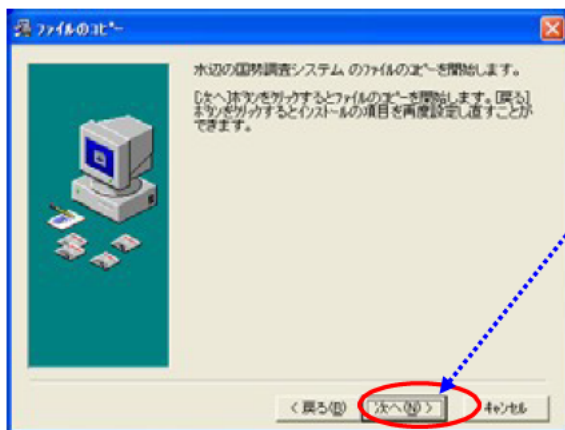 ファイルのコピー
水辺の国勢調査システム のファイルのコピーを開始します。
[次へ]ボタンをクリックするとファイルのコピーを開始します。[戻る]
ボタンをクリックするとインストールの項目を再度設定し直すことが
できます。
< 戻る(B)
次へ(N) >
キャンセル